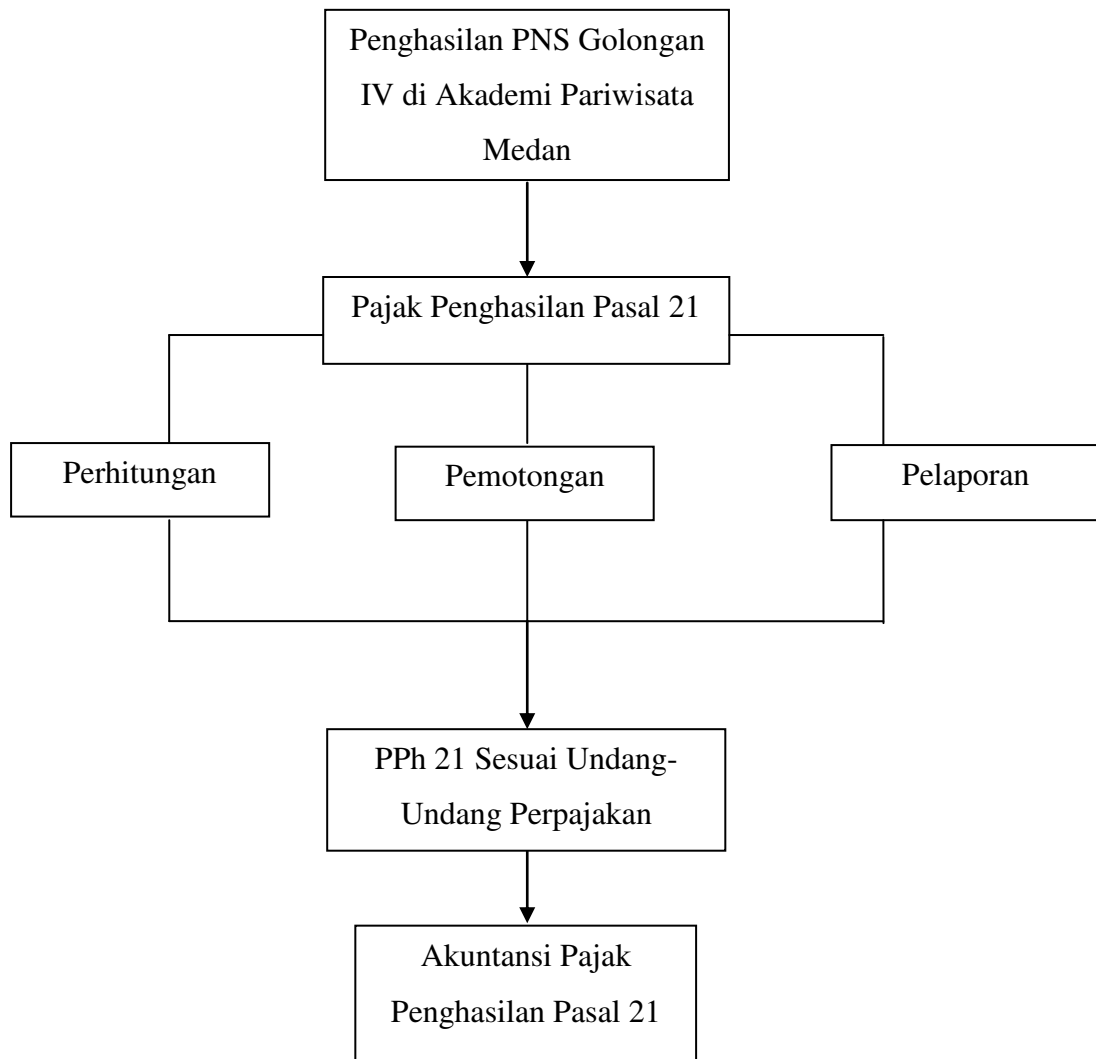 Penghasilan PNS Golongan
IV di Akademi Pariwisata
Medan
Pajak Penghasilan Pasal 21
Perhitungan
Pemotongan
Pelaporan
PPh 21 Sesuai Undang-
Undang Perpajakan
Akuntansi Pajak
Penghasilan Pasal 21